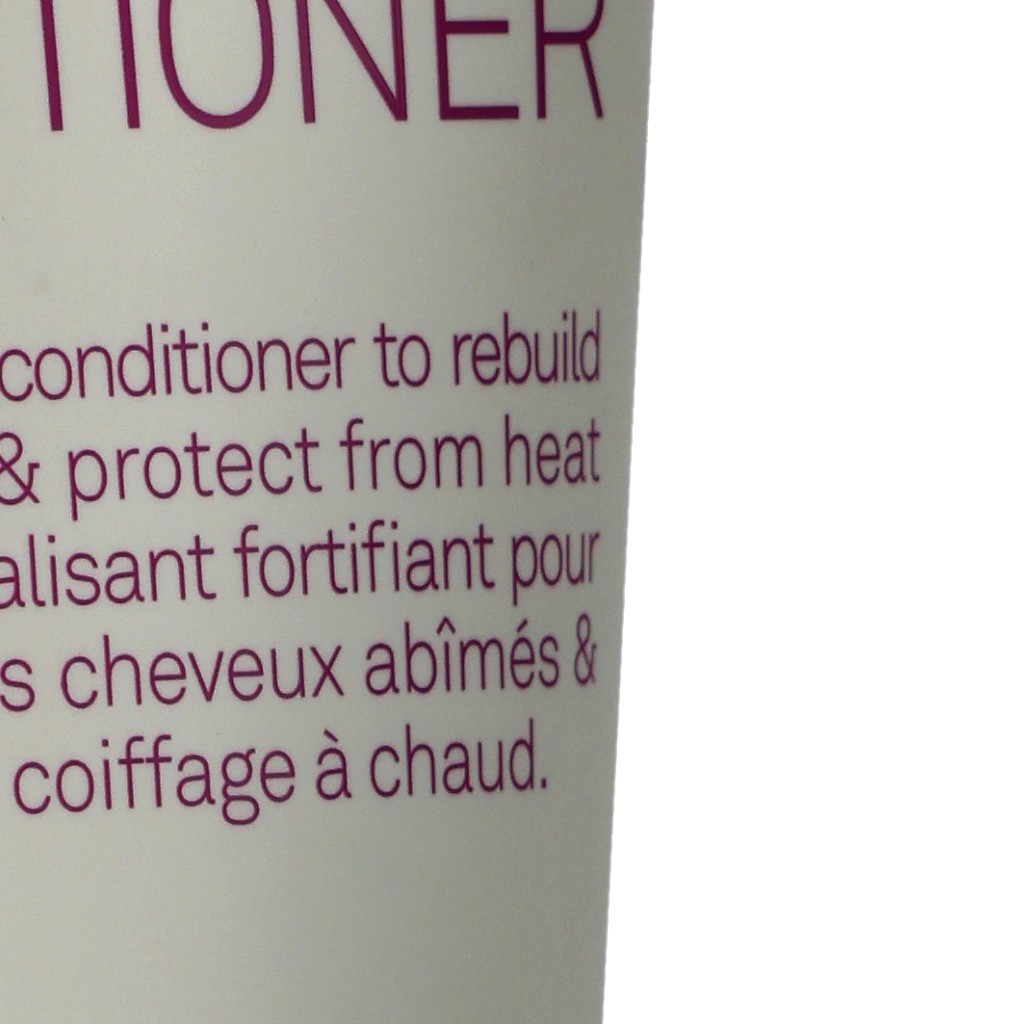 TIONER
conditioner to rebuild
& protect from heat
alisant fortifiant pour
s cheveux abîmés &
coiffage à chaud.